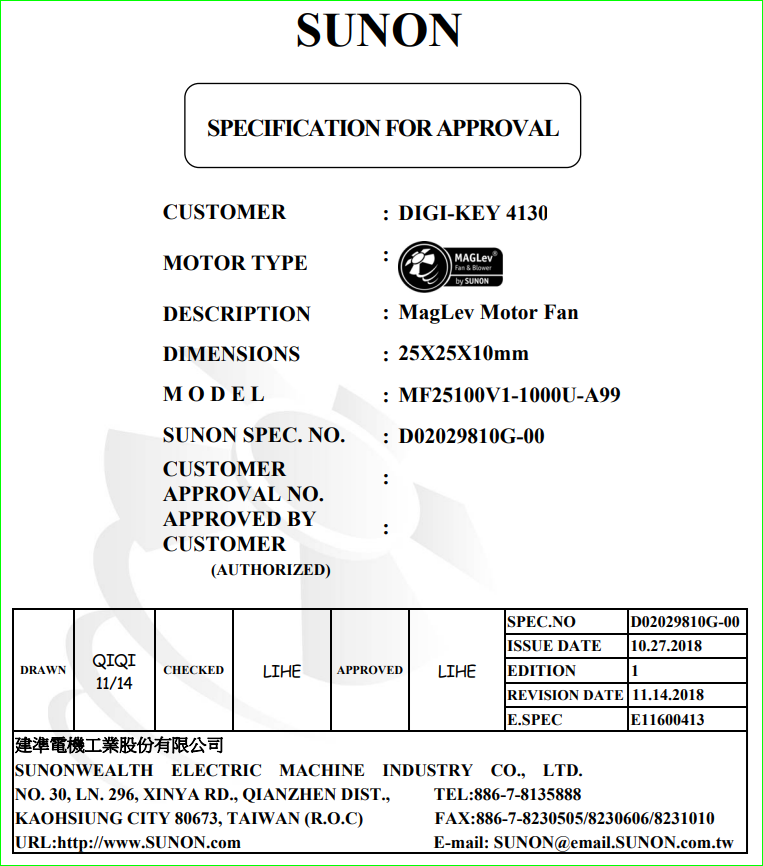 SUNON
SPECIFICATION FOR APPROVAL
CUSTOMER : DIGI-KEY 4130
MOTOR TYPE : MAGLev®
Fan & Blower
by SUNON
DESCRIPTION : MagLev Motor Fan
DIMENSIONS : 25X25X10mm
M O D E L : MF25100V1-1000U-A99
SUNON SPEC. NO. : D02029810G-00
CUSTOMER
APPROVAL NO. :
APPROVED BY
CUSTOMER :
(AUTHORIZED)
DRAWN QIQI 11/14 CHECKED LIHE APPROVED LIHE
SPEC.NO D02029810G-00
ISSUE DATE 10.27.2018
EDITION 1
REVISION DATE 11.14.2018
E.SPEC E11600413
建準電機工業股份有限公司
SUNONWEALTH ELECTRIC MACHINE INDUSTRY CO., LTD.
NO. 30, LN. 296, XINYA RD., QIANZHEN DIST., TEL:886-7-8135888
KAOHSIUNG CITY 80673, TAIWAN (R.O.C) FAX:886-7-8230505/8230606/8231010
URL:http://www.SUNON.com E-mail: SUNON@email.SUNON.com.tw